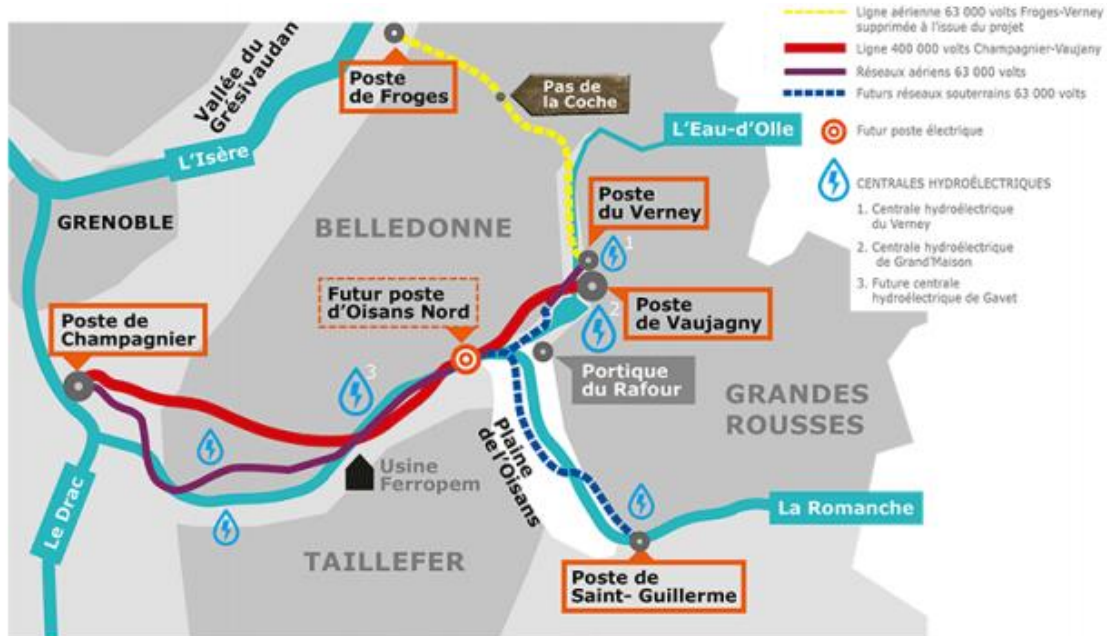 Ligne aérienne 63 000 volts Froges-Verney
supprimée à l'issue du projet
Ligne 400 000 volts Champagnier-Vaujany
Réseaux aériens 63 000 volts
Futurs réseaux souterrains 63 000 volts
Futur poste électrique
CENTRALES HYDROÉLECTRIQUES
1. Centrale hydroélectrique
du Verney
2. Centrale hydroélectrique
de Grand'Maison
3. Future centrale
hydroélectrique de Gavet
Vallée du
Grésivaudan
Poste
de Froges
Pas de
la Coche
L'Eau-d'Olle
L'Isère
GRENOBLE
BELLEDONNE
Poste
du Verney
1
Futur poste
d'Oisans Nord
Poste
de Vaujagny
2
Poste de
Champagnier
3
Portique
du Rafour
GRANDES
ROUSSES
Plaine
de l'Oisans
Usine
Ferropem
Le Drac
La Romanche
TAILLEFER
Poste de
Saint- Guillerme